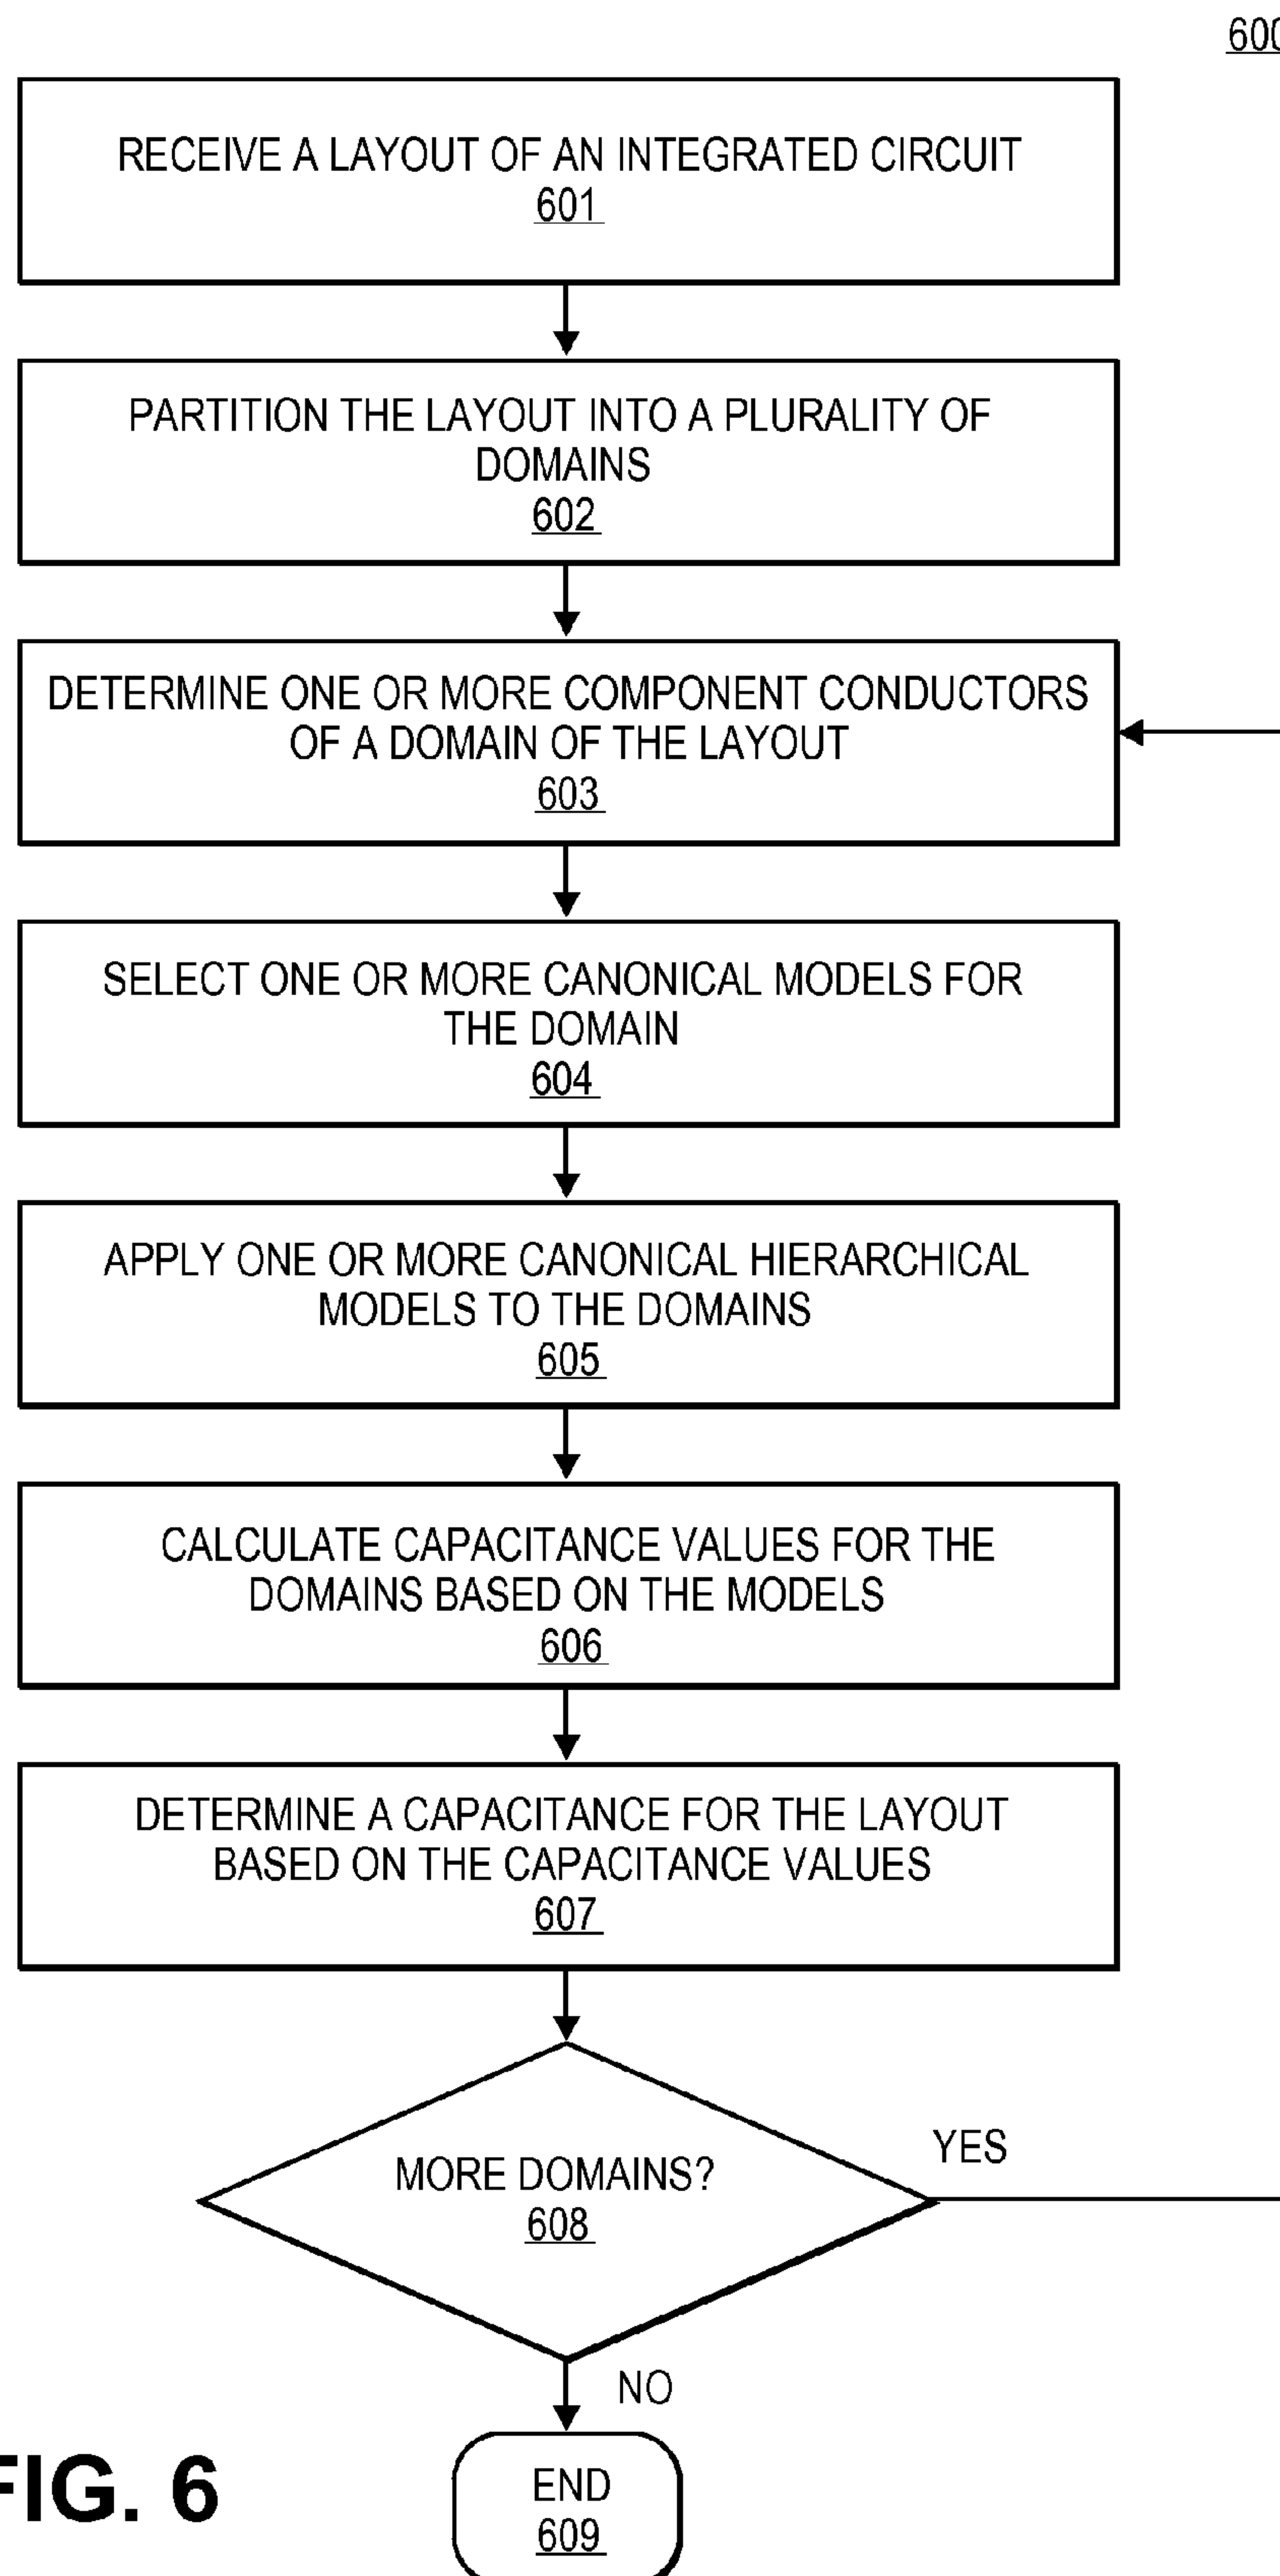 600
RECEIVE A LAYOUT OF AN INTEGRATED CIRCUIT
601
PARTITION THE LAYOUT INTO A PLURALITY OF
DOMAINS
602
DETERMINE ONE OR MORE COMPONENT CONDUCTORS
OF A DOMAIN OF THE LAYOUT
603
SELECT ONE OR MORE CANONICAL MODELS FOR
THE DOMAIN
604
APPLY ONE OR MORE CANONICAL HIERARCHICAL
MODELS TO THE DOMAINS
605
CALCULATE CAPACITANCE VALUES FOR THE
DOMAINS BASED ON THE MODELS
606
DETERMINE A CAPACITANCE FOR THE LAYOUT
BASED ON THE CAPACITANCE VALUES
607
MORE DOMAINS?
608
YES
NO
END
609
FIG. 6